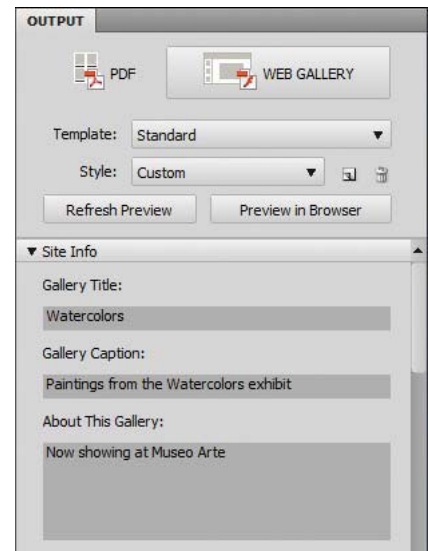 OUTPUT
PDF
WEB GALLERY
Template: Standard
Style: Custom
Refresh Preview Preview in Browser
Site Info
Gallery Title:
Watercolors
Gallery Caption:
Paintings from the Watercolors exhibit
About This Gallery:
Now showing at Museo Arte